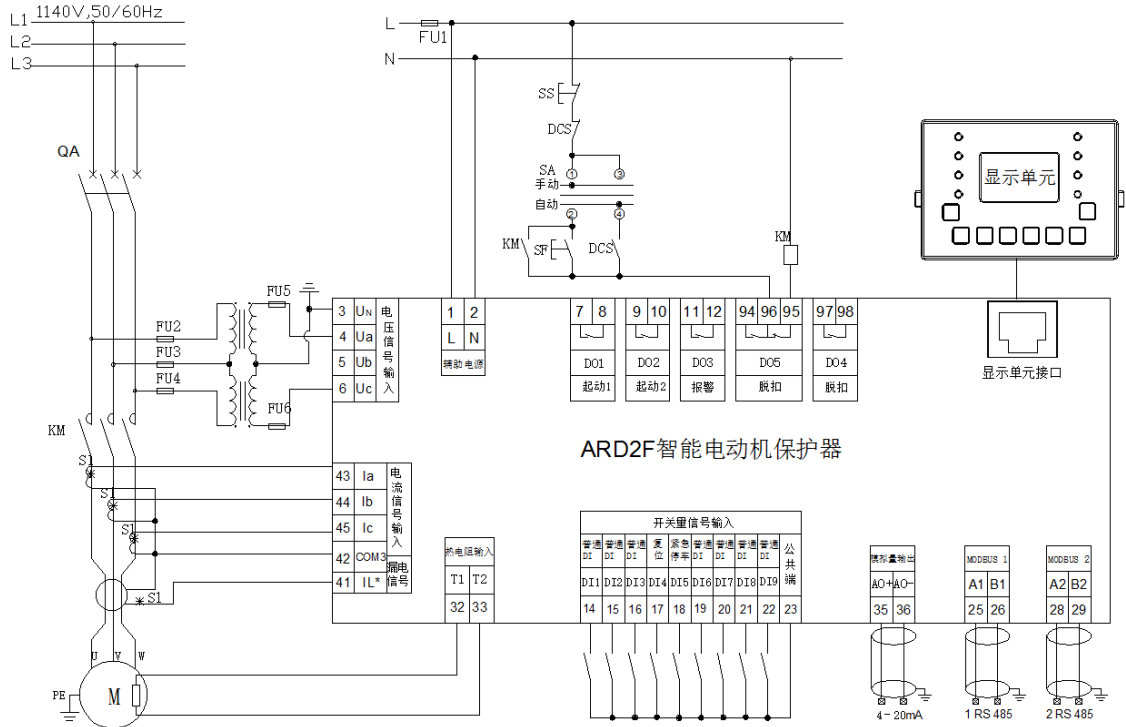 L1 1140V,50/60Hz
L2
L3
L
FU1
N
SS
DCS
QA
SA
① ③
手动
自动
② ④
KM SF DCS KM
显示单元
FU5
FU2
FU3
FU4
FU6
3 UN
4 Ua
5 Ub
6 Uc
电压信号输入
1 2
L N
辅助电源
7 8
DO1
起动1
9 10
DO2
起动2
11 12
DO3
报警
94 96 95
DO5
脱扣
97 98
DO4
脱扣
显示单元接口
KM
ARD2F智能电动机保护器
S1
S1
S1
S1
43 Ia
44 Ib
45 Ic
42 COM3
41 IL*
电流信号输入
漏电信号
热电阻输入
T1 T2
32 33
开关量信号输入
普通DI 普通DI 普通DI 复位 紧急停车 普通DI 普通DI 普通DI 普通DI 公共端
DI1 DI2 DI3 DI4 DI5 DI6 DI7 DI8 DI9
14 15 16 17 18 19 20 21 22 23
模拟量输出
AO+ AO-
35 36
MODBUS 1
A1 B1
25 26
MODBUS 2
A2 B2
28 29
U V W
PE
M
4-20mA
1 RS 485
2 RS 485